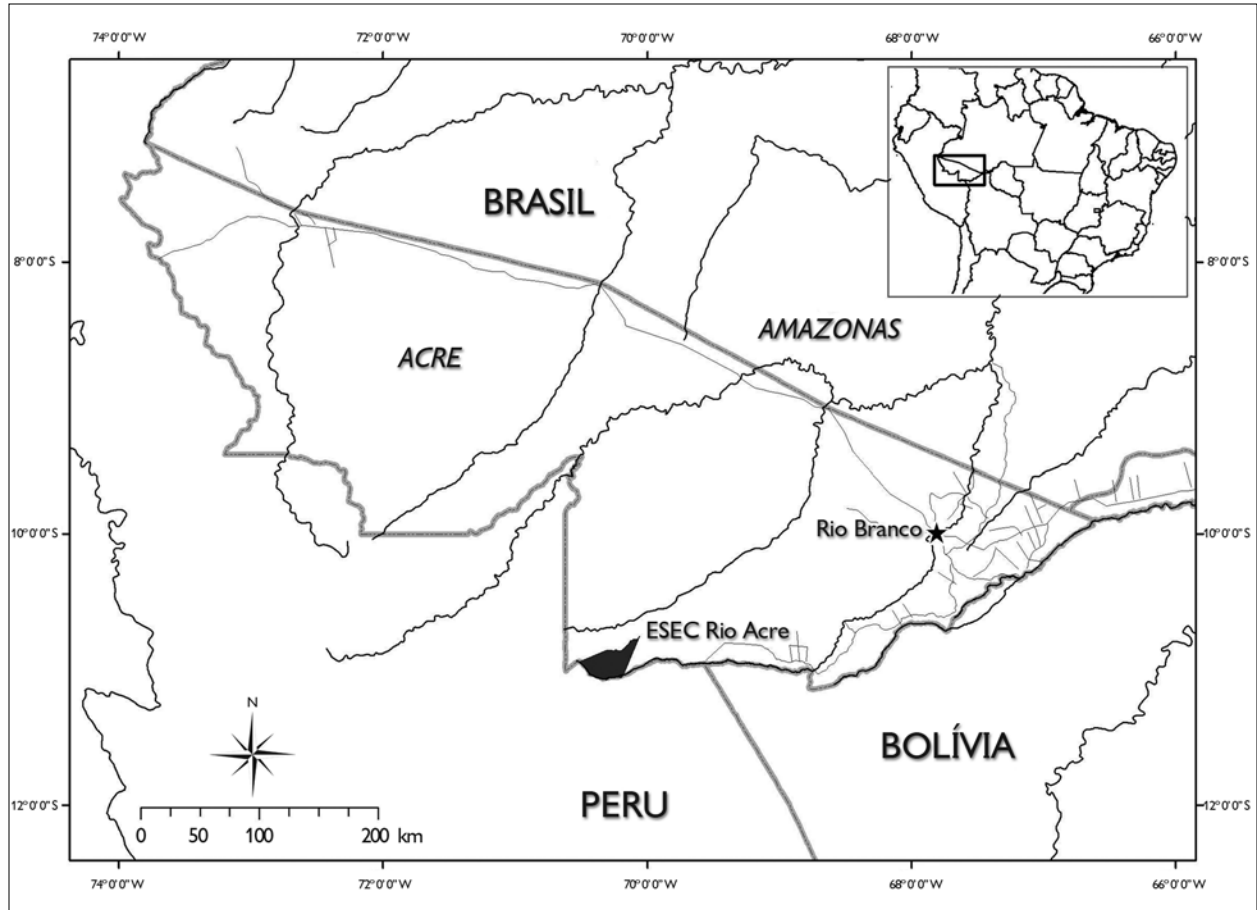 74°0'0"W 72°0'0"W 70°0'0"W 68°0'0"W 66°0'0"W
BRASIL
8°0'0"S 8°0'0"S
ACRE
AMAZONAS
10°0'0"S 10°0'0"S
Rio Branco
ESEC Rio Acre
N
BOLÍVIA
PERU
12°0'0"S 12°0'0"S
0 50 100 200 km
74°0'0"W 72°0'0"W 70°0'0"W 68°0'0"W 66°0'0"W